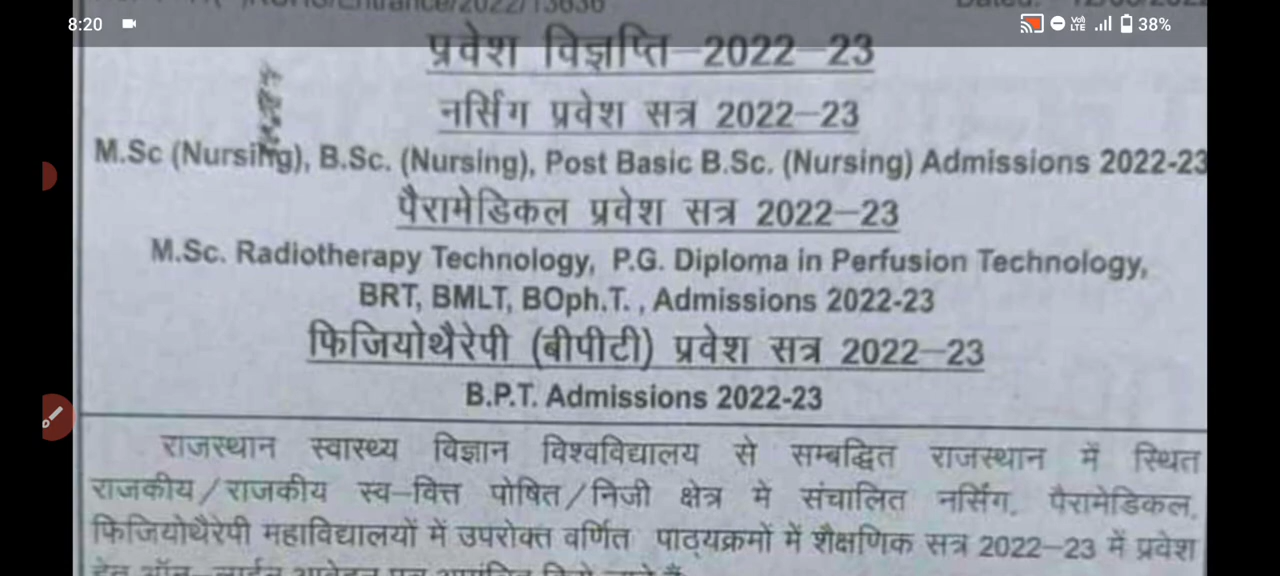 8:20
Vo) LTE 38%
प्रवेश विज्ञप्ति–2022–23
नर्सिग प्रवेश सत्र 2022–23
M.Sc (Nursing), B.Sc. (Nursing), Post Basic B.Sc. (Nursing) Admissions 2022-23
पैरामेडिकल प्रवेश सत्र 2022–23
M.Sc. Radiotherapy Technology, P.G. Diploma in Perfusion Technology,
BRT, BMLT, BOph.T. , Admissions 2022-23
फिजियोथैरेपी (बीपीटी) प्रवेश सत्र 2022–23
B.P.T. Admissions 2022-23
राजस्थान स्वास्थ्य विज्ञान विश्वविद्यालय से सम्बद्धित राजस्थान में स्थित
राजकीय/राजकीय स्व–वित्त पोषित/निजी क्षेत्र मे संचालित नर्सिंग, पैरामेडिकल,
फिजियोथैरेपी महाविद्यालयों में उपरोक्त वर्णित पाठ्यक्रमों में शैक्षणिक सत्र 2022–23 में प्रवेश